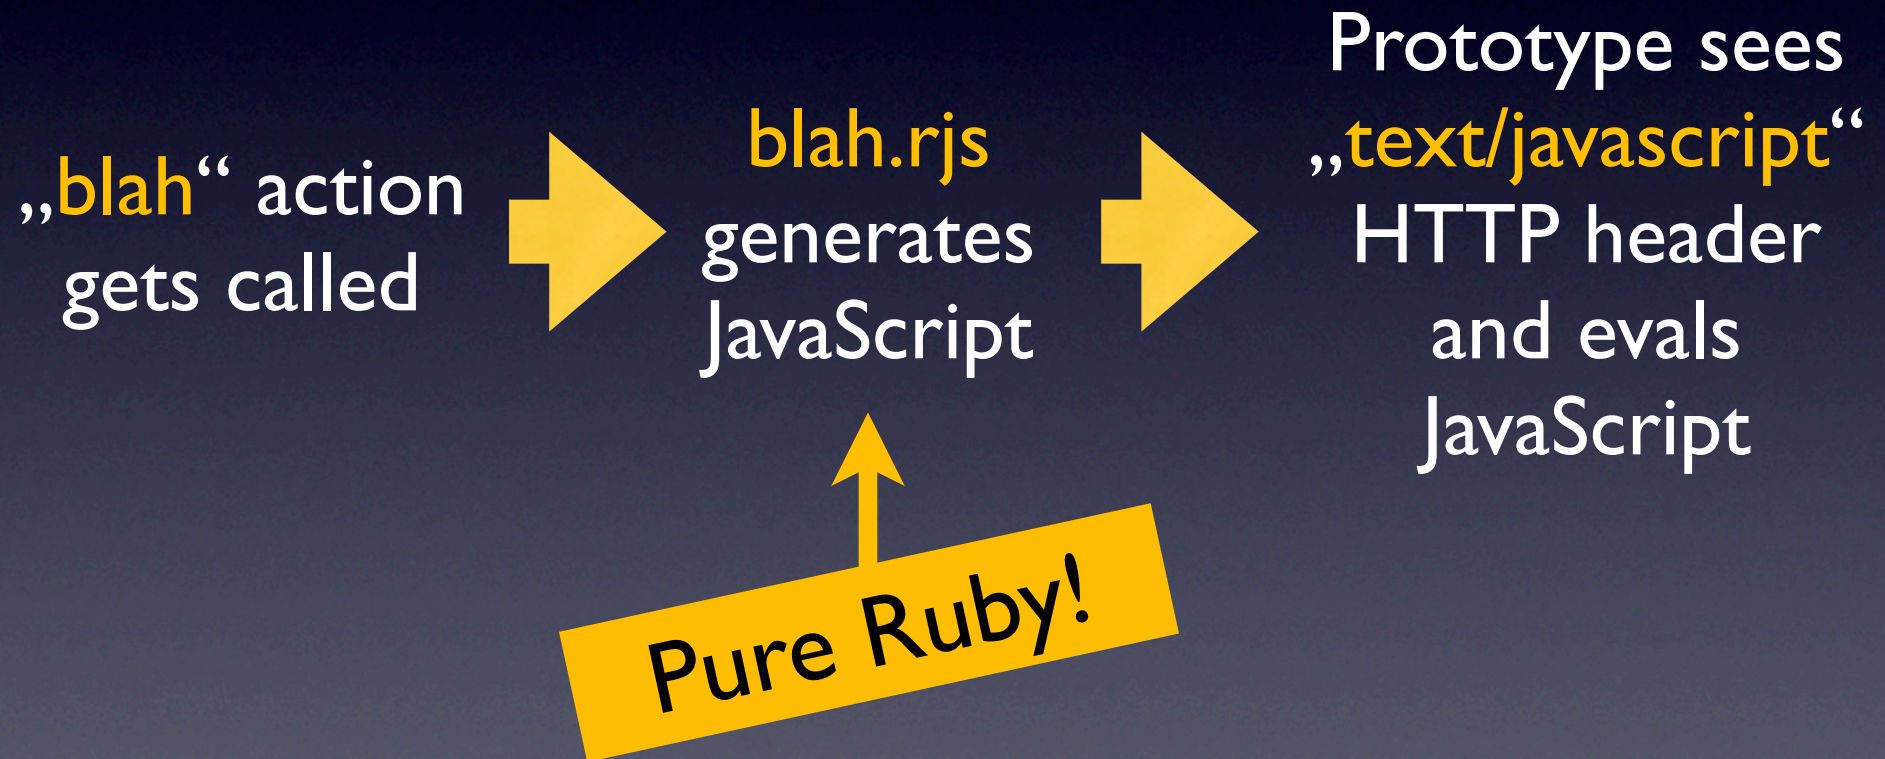 „blah“ action
gets called
blah.rjs
generates
JavaScript
Prototype sees
„text/javascript“
HTTP header
and evals
JavaScript
Pure Ruby!